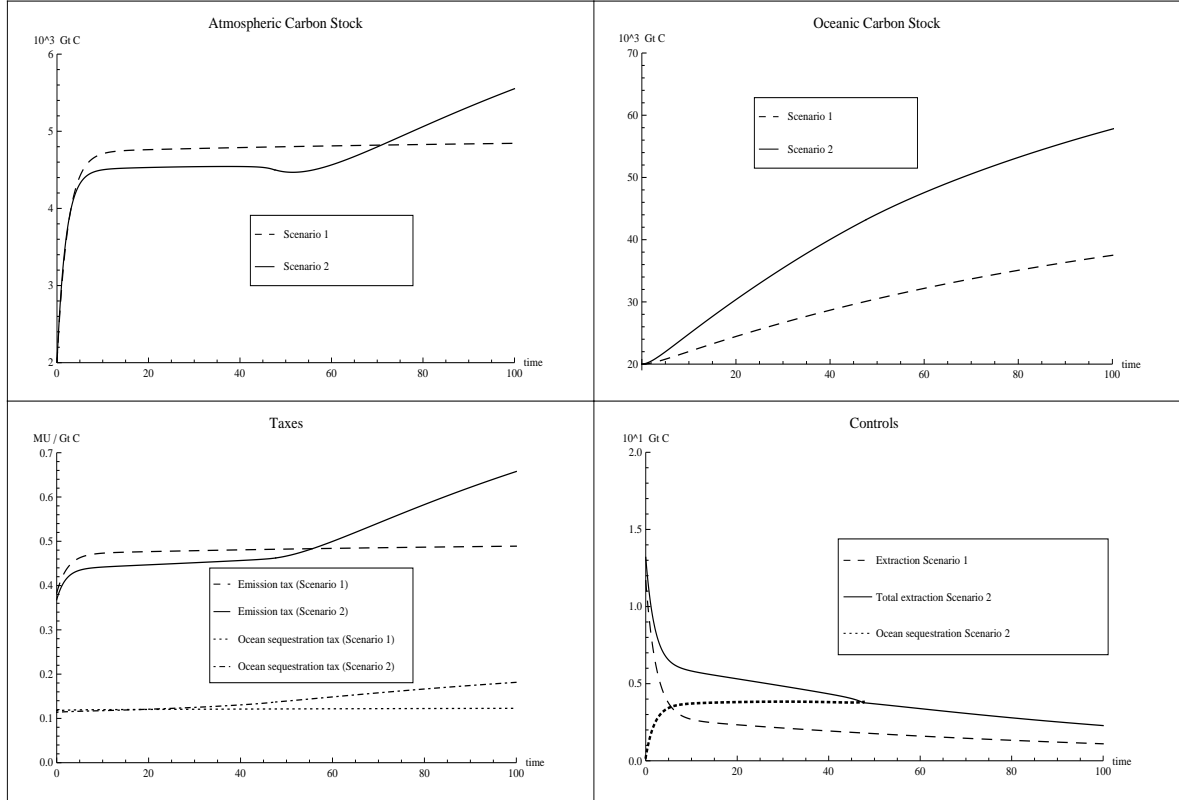 Atmospheric Carbon Stock
10^3 Gt C
6
5
4
3
2
0
20
40
60
80
100
time
Scenario 1
Scenario 2
Oceanic Carbon Stock
10^3 Gt C
70
60
50
40
30
20
20
40
60
80
100
time
Scenario 1
Scenario 2
Taxes
MU / Gt C
0.7
0.6
0.5
0.4
0.3
0.2
0.1
0.0
0
20
40
60
80
100
time
Emission tax (Scenario 1)
Emission tax (Scenario 2)
Ocean sequestration tax (Scenario 1)
Ocean sequestration tax (Scenario 2)
Controls
10^1 Gt C
2.0
1.5
1.0
0.5
0.0
0
20
40
60
80
100
time
Extraction Scenario 1
Total extraction Scenario 2
Ocean sequestration Scenario 2